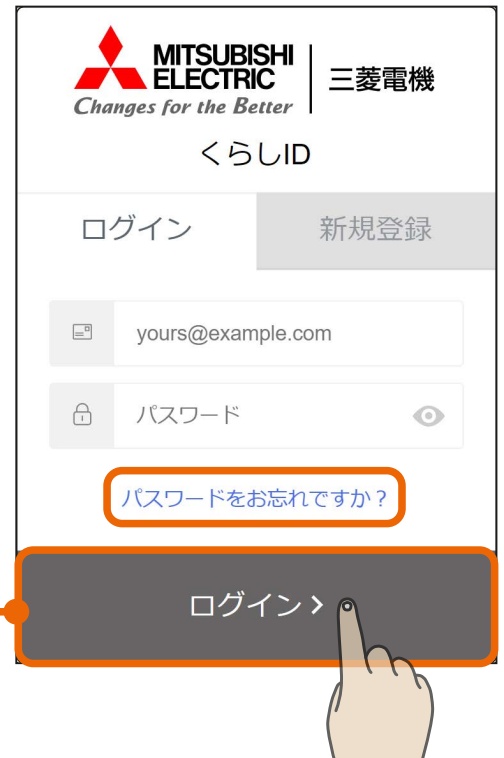 MITSUBISHI
ELECTRIC
Changes for the Better
三菱電機
くらしID
ログイン
新規登録
yours@example.com
パスワード
パスワードをお忘れですか？
ログイン >